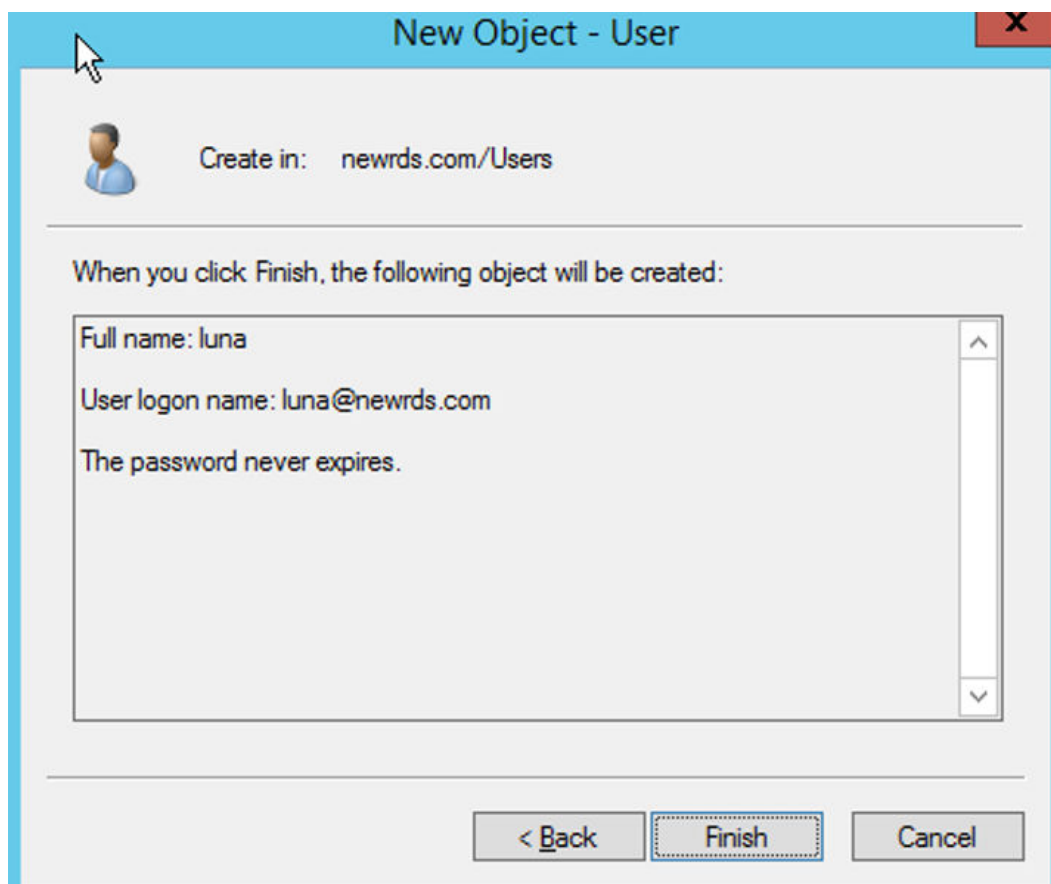 New Object - User
x
Create in: newrds.com/Users
When you click Finish, the following object will be created:
Full name: luna
User logon name: luna@newrds.com
The password never expires.
< Back Finish Cancel